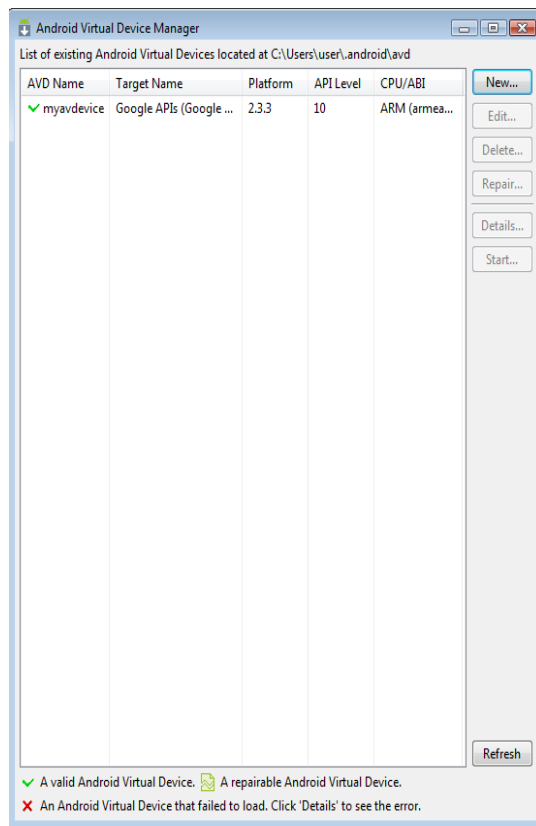 Android Virtual Device Manager
List of existing Android Virtual Devices located at C:\Users\user\.android\avd
AVD Name Target Name Platform API Level CPU/ABI
myavdevice Google APIs (Google ... 2.3.3 10 ARM (armea...
New...
Edit...
Delete...
Repair...
Details...
Start...
Refresh
A valid Android Virtual Device. A repairable Android Virtual Device.
An Android Virtual Device that failed to load. Click 'Details' to see the error.